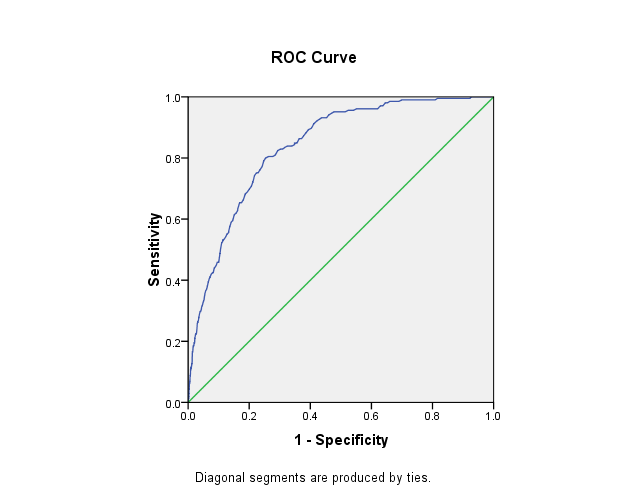 ROC Curve
1.0
0.8
0.6
0.4
0.2
0.0
Sensitivity
0.0 0.2 0.4 0.6 0.8 1.0
1 - Specificity
Diagonal segments are produced by ties.